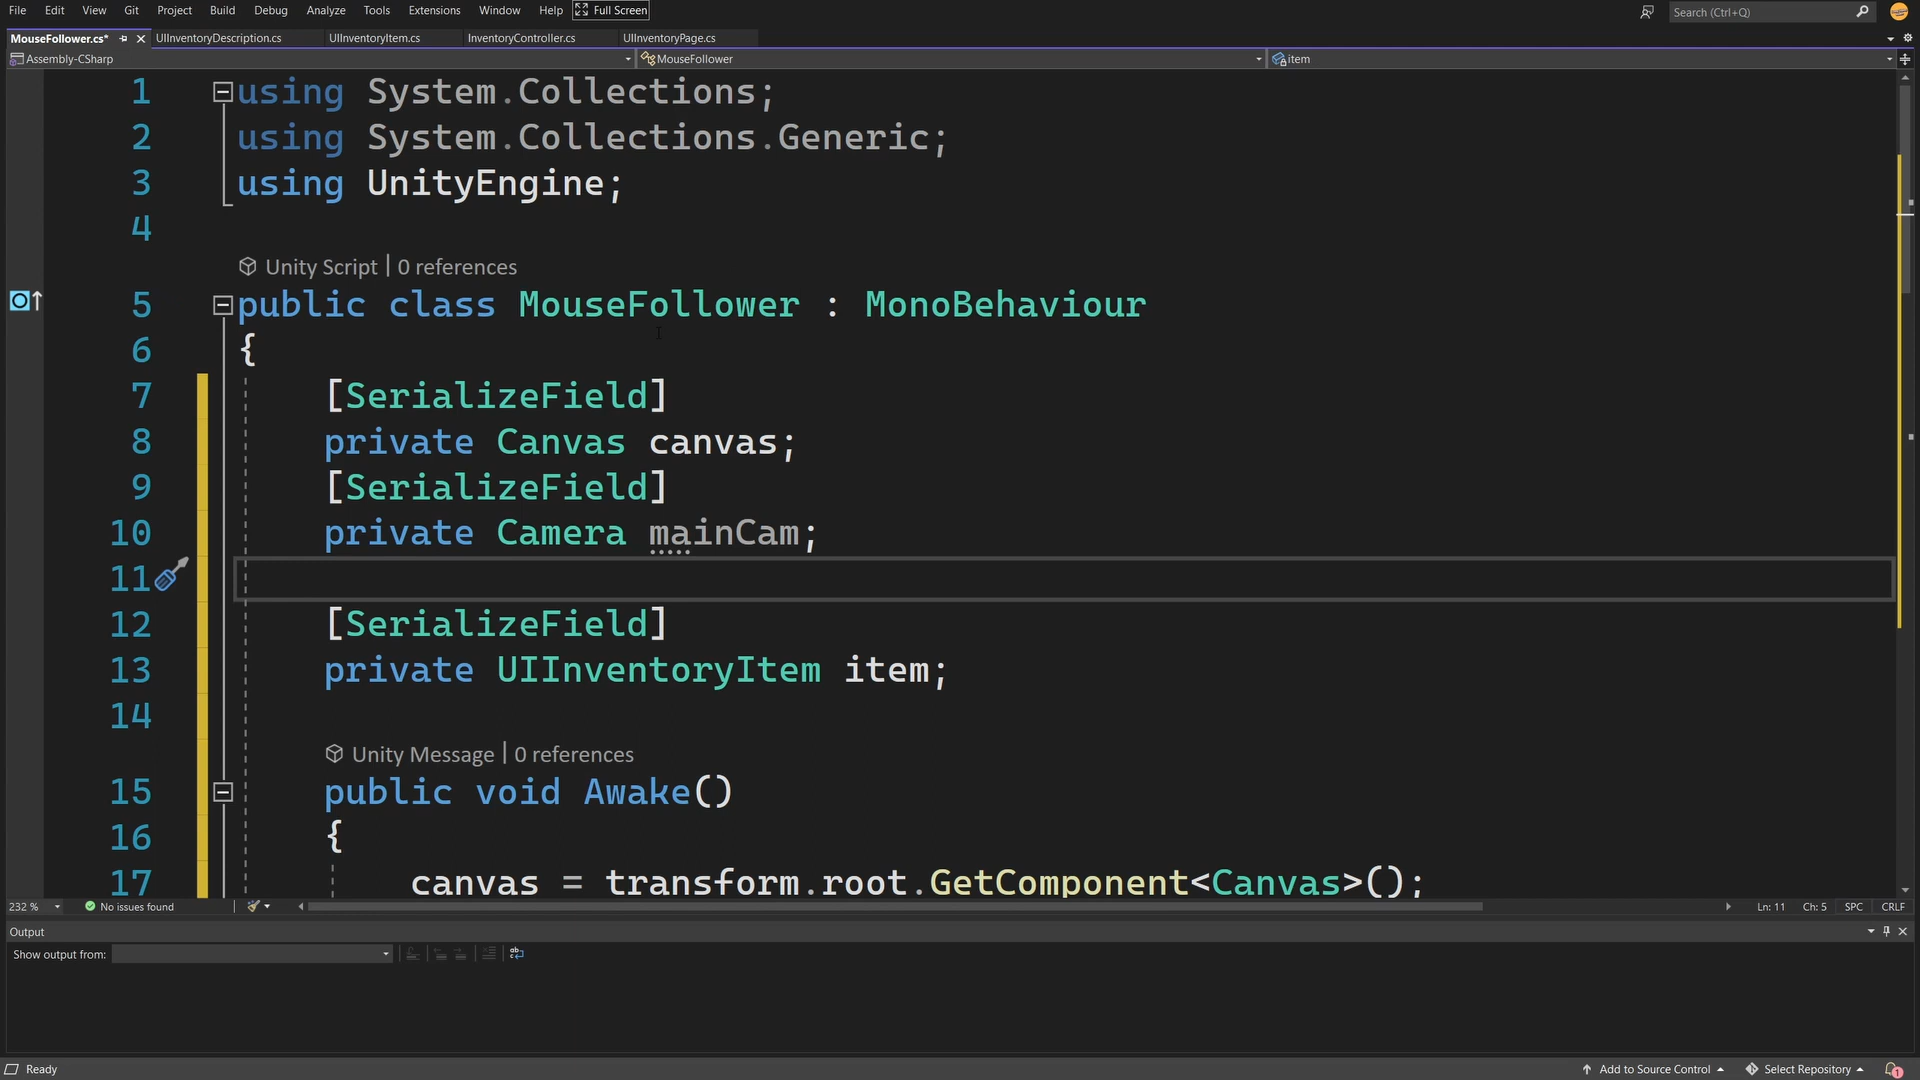 File Edit View Git Project Build Debug Analyze Tools Extensions Window Help Full Screen Search (Ctrl+Q)
MouseFollower.cs* UIInventoryDescription.cs UIInventoryItem.cs InventoryController.cs UIInventoryPage.cs
Assembly-CSharp MouseFollower item
1 using System.Collections;
2 using System.Collections.Generic;
3 using UnityEngine;
4
Unity Script | 0 references
5 public class MouseFollower : MonoBehaviour
6 {
7 [SerializeField]
8 private Canvas canvas;
9 [SerializeField]
10 private Camera mainCam;
11
12 [SerializeField]
13 private UIInventoryItem item;
14
Unity Message | 0 references
15 public void Awake()
16 {
17 canvas = transform.root.GetComponent<Canvas>();
232 % No issues found Ln: 11 Ch: 5 SPC CRLF
Output
Show output from:
Ready Add to Source Control Select Repository 1